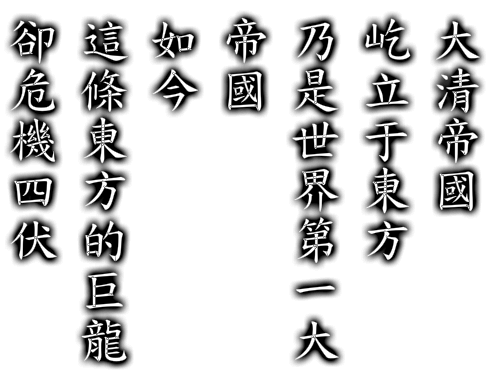 大清帝國
屹立于東方
乃是世界第一大
帝國
如今
這條東方的巨龍
卻危機四伏